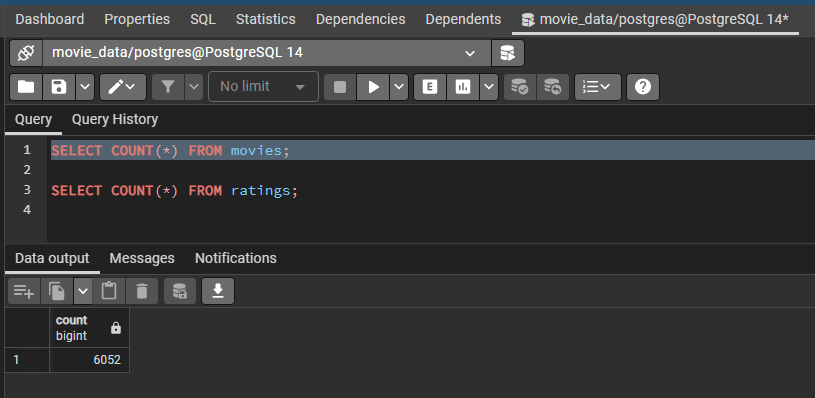 Dashboard Properties SQL Statistics Dependencies Dependents movie_data/postgres@PostgreSQL 14*
movie_data/postgres@PostgreSQL 14
No limit E
Query Query History
1 SELECT COUNT(*) FROM movies;
2
3 SELECT COUNT(*) FROM ratings;
4
Data output Messages Notifications
count
bigint
1 6052